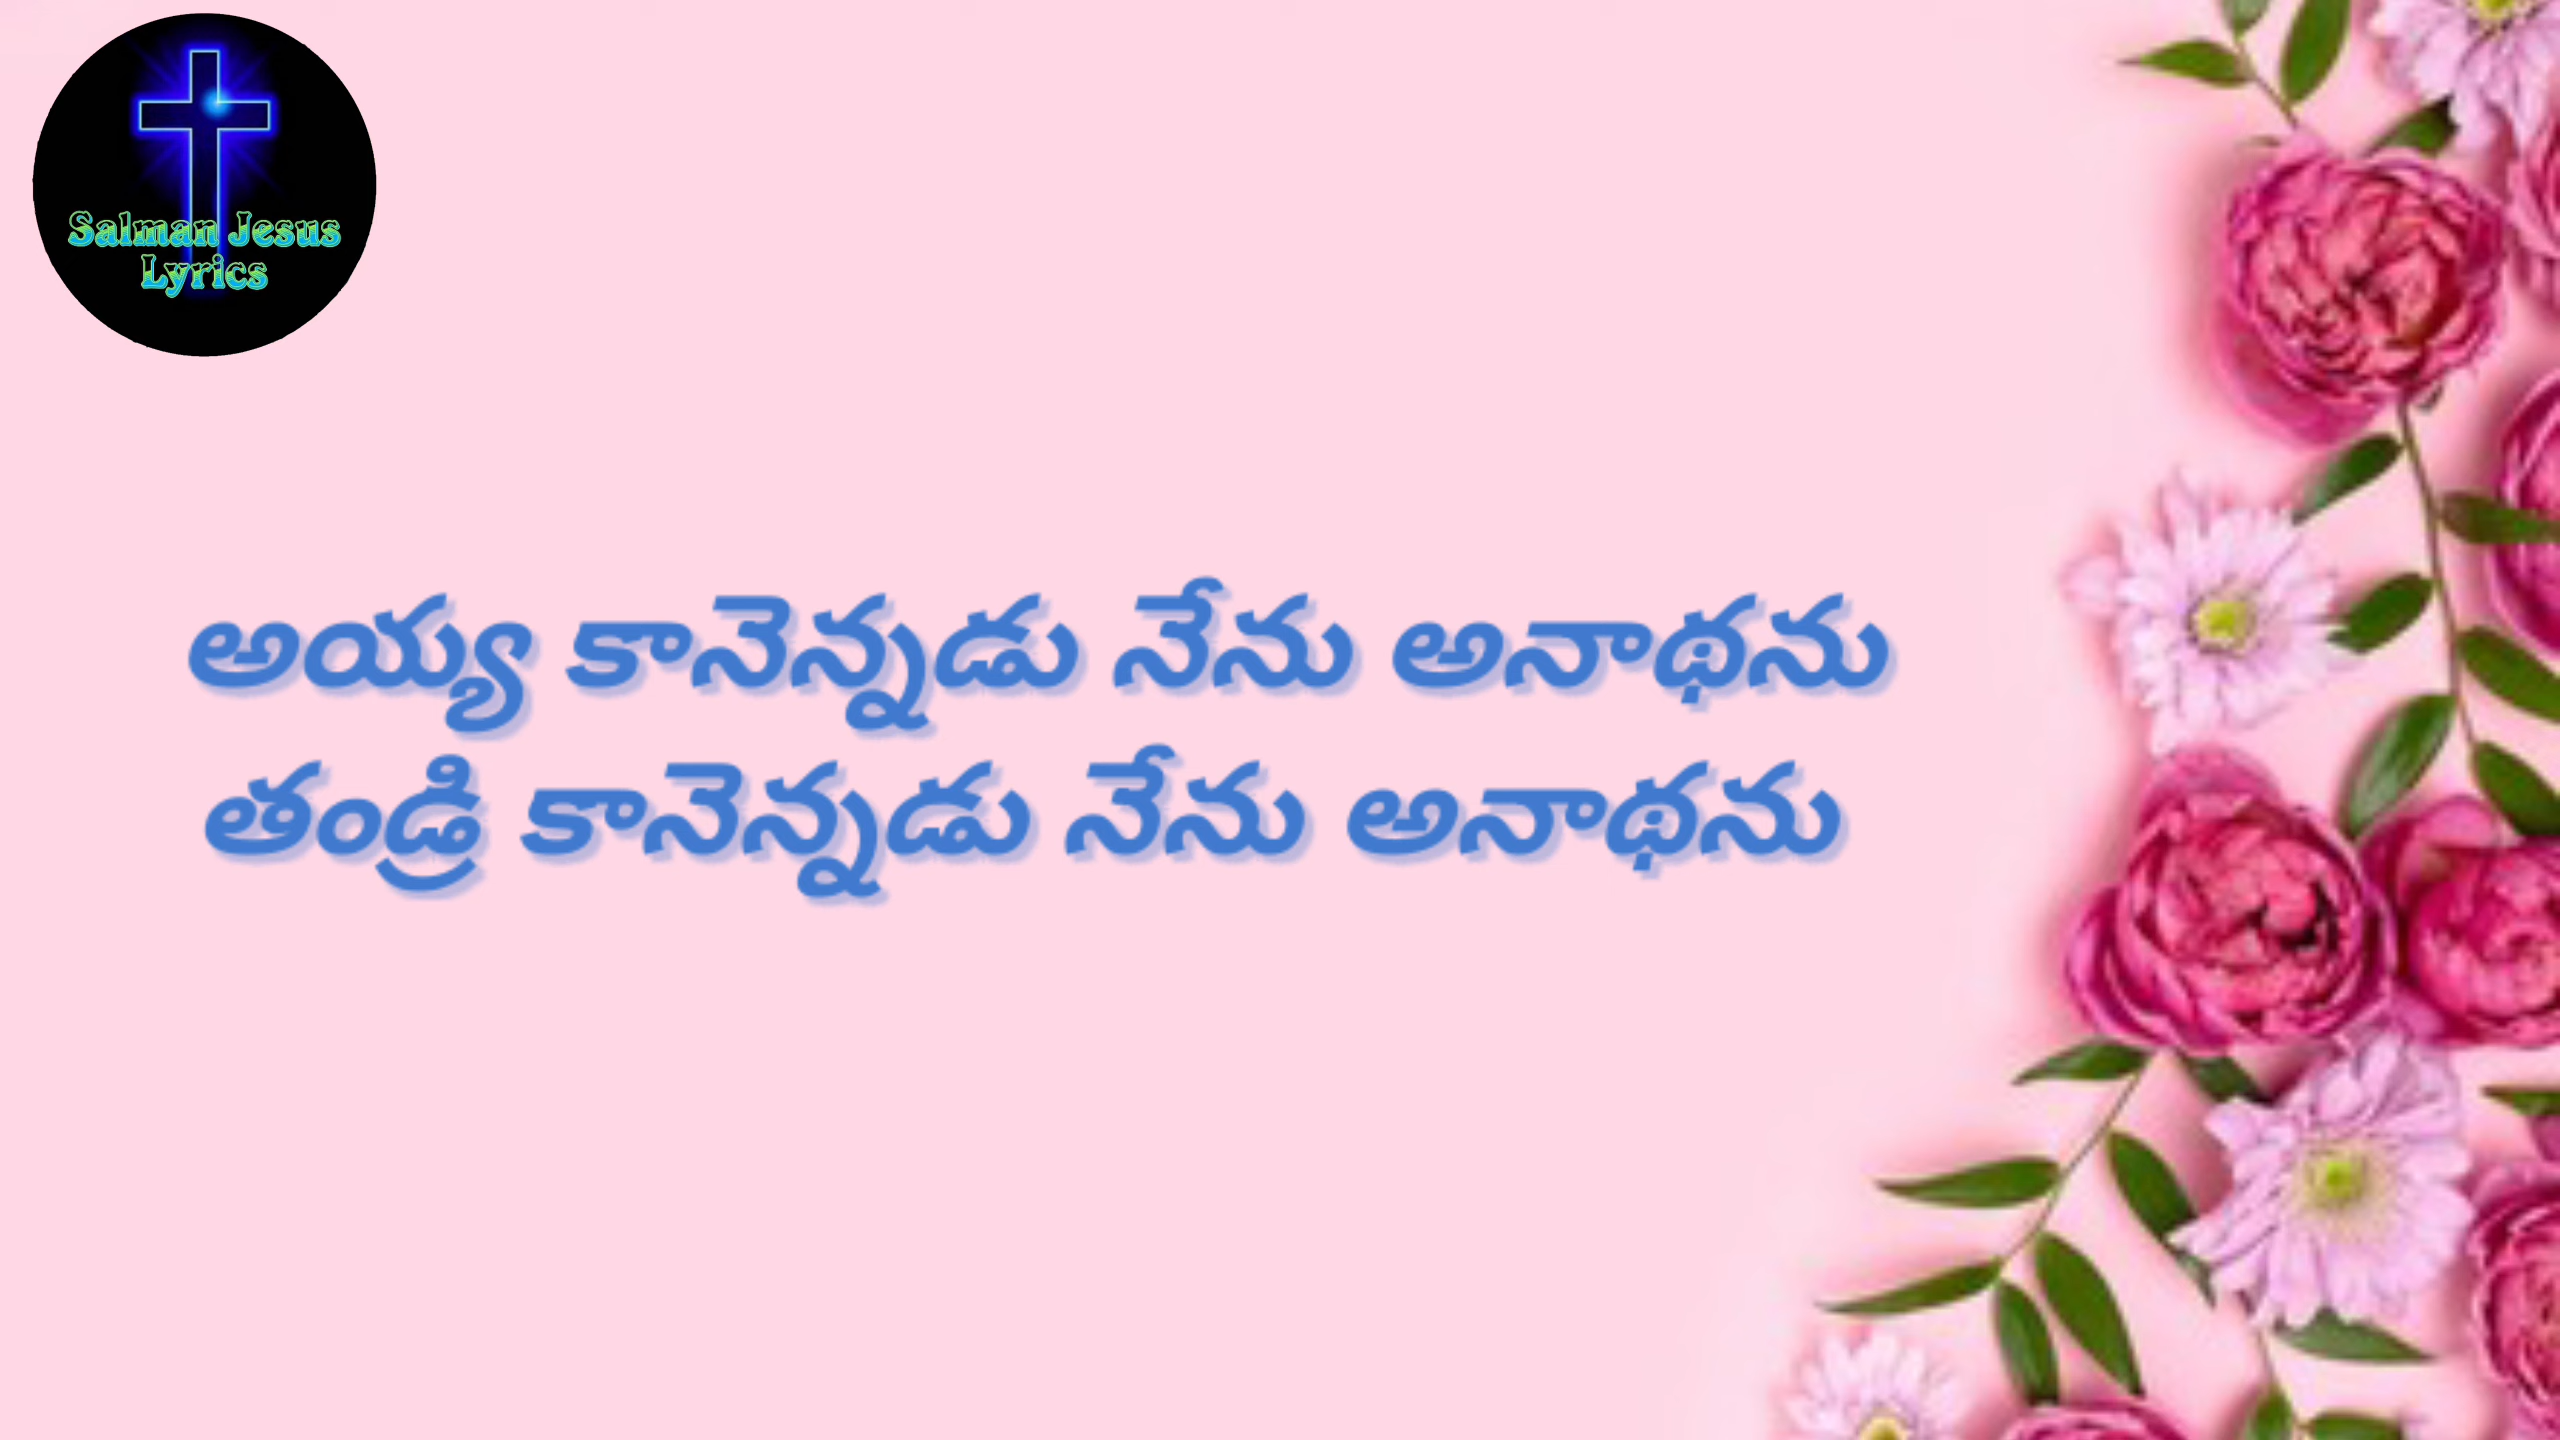 Salman Jesus
Lyrics
అయ్య కానెన్నడు నేను అనాథను
తండ్రి కానెన్నడు నేను అనాథను